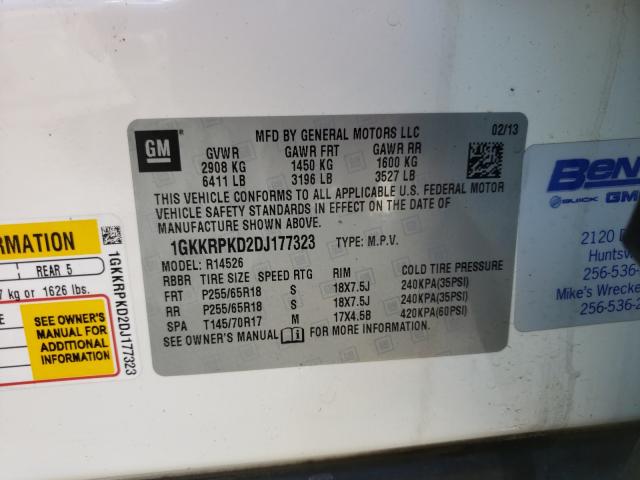 GM
MFD BY GENERAL MOTORS LLC 02/13
GVWR GAWR FRT GAWR RR
2908 KG 1450 KG 1600 KG
6411 LB 3196 LB 3527 LB
THIS VEHICLE CONFORMS TO ALL APPLICABLE U.S. FEDERAL MOTOR
VEHICLE SAFETY STANDARDS IN EFFECT ON THE DATE OF
MANUFACTURE SHOWN ABOVE.
1GKKRPKD2DJ177323 TYPE: M.P.V.
MODEL: R14526
RBBR TIRE SIZE SPEED RTG RIM COLD TIRE PRESSURE
FRT P255/65R18 S 18X7.5J 240KPA(35PSI)
RR P255/65R18 S 18X7.5J 240KPA(35PSI)
SPA T145/70R17 M 17X4.5B 420KPA(60PSI)
SEE OWNER'S MANUAL FOR MORE INFORMATION.
REAR 5
kg or 1626 lbs.
SEE OWNER'S
MANUAL FOR
ADDITIONAL
INFORMATION
1GKKRPKD2DJ177323
BUICK GM
2120
256-536-
Mike's Wrecke
256-536-2